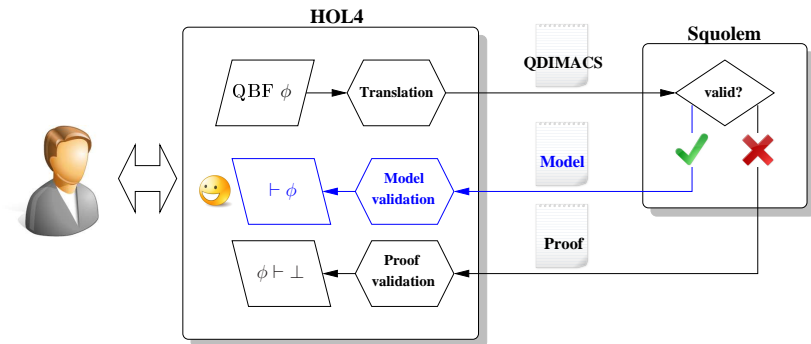 HOL4
Squolem
QDIMACS
QBF ϕ
Translation
valid?
⊢ ϕ
Model
validation
Model
ϕ ⊢ ⊥
Proof
validation
Proof